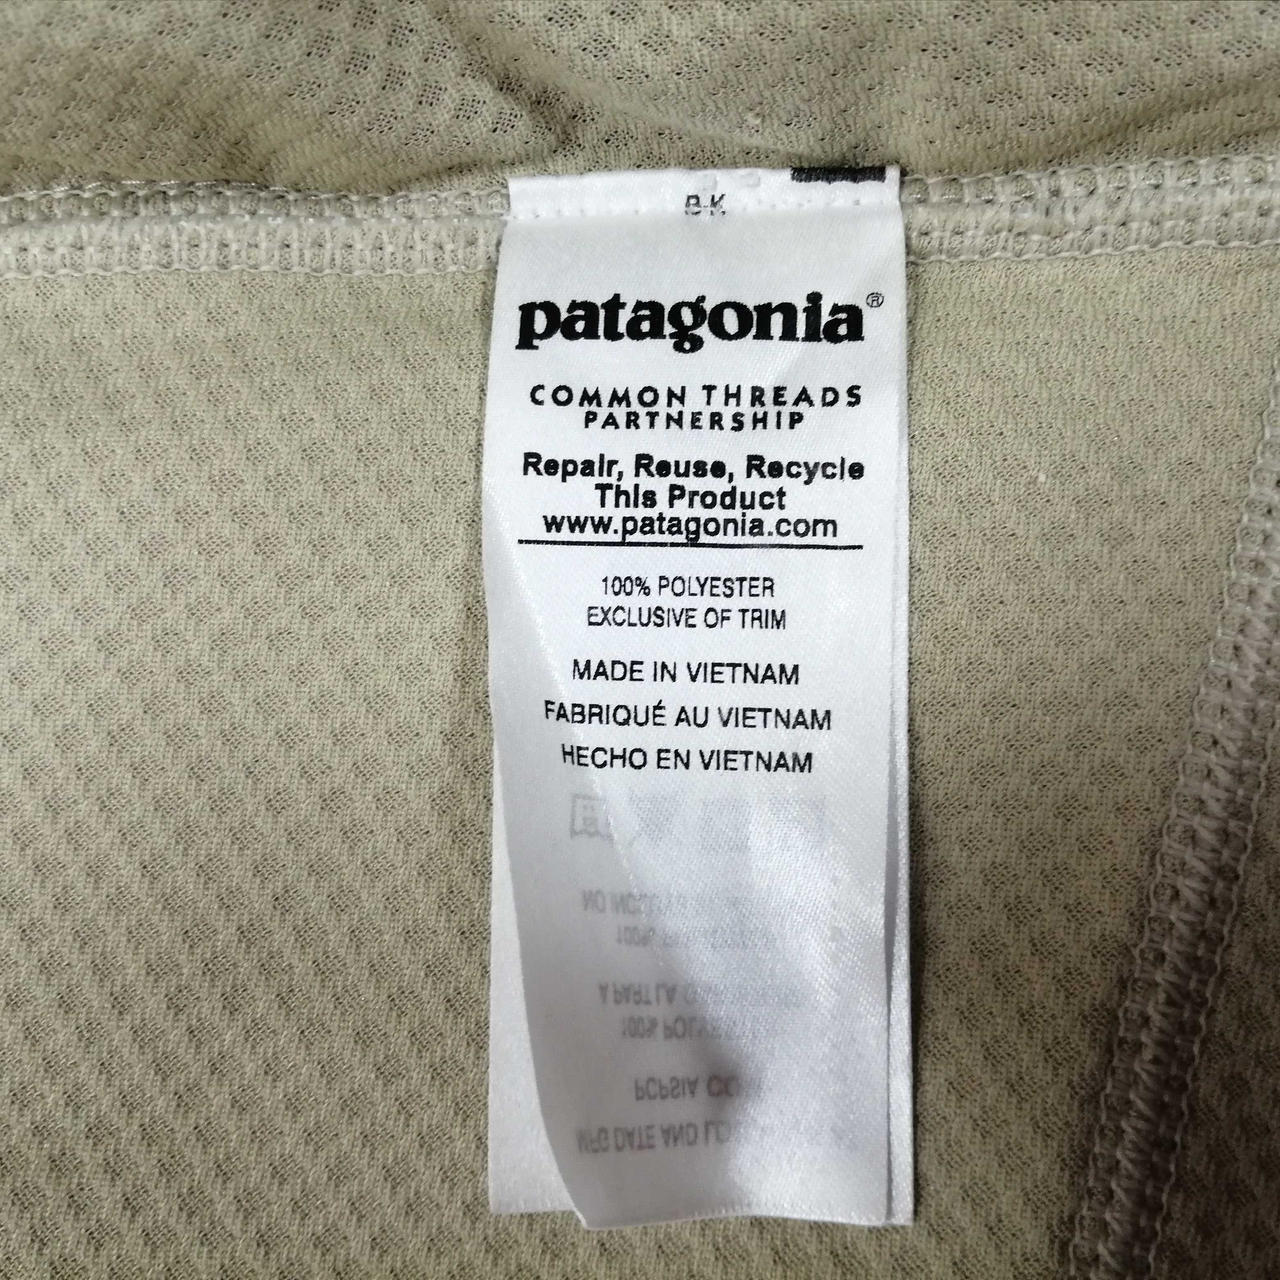 B-K
patagonia®
COMMON THREADS
PARTNERSHIP
Repair, Reuse, Recycle
This Product
www.patagonia.com
100% POLYESTER
EXCLUSIVE OF TRIM
MADE IN VIETNAM
FABRIQUÉ AU VIETNAM
HECHO EN VIETNAM